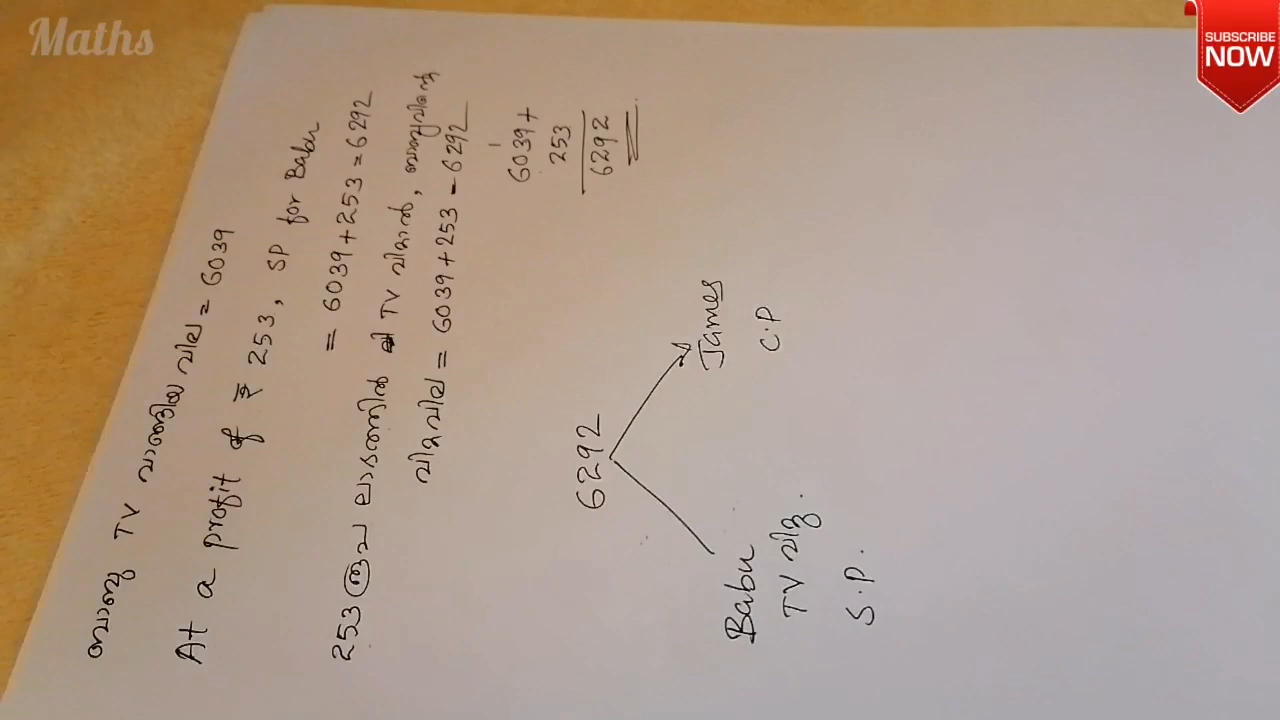 Maths
SUBSCRIBE
NOW
ബാബു TV വാങ്ങിയ വില = 6039
At a profit of ₹ 253, SP for Babu
= 6039 + 253 = 6292
253 രൂപ ലാഭത്തിൽ TV വിറ്റാൽ, ബാബുവിന്റെ
വിറ്റവില = 6039 + 253 = 6292
1
6039 +
253
6292
6292
James
C.P
Babu
TV വിറ്റു.
S.P.